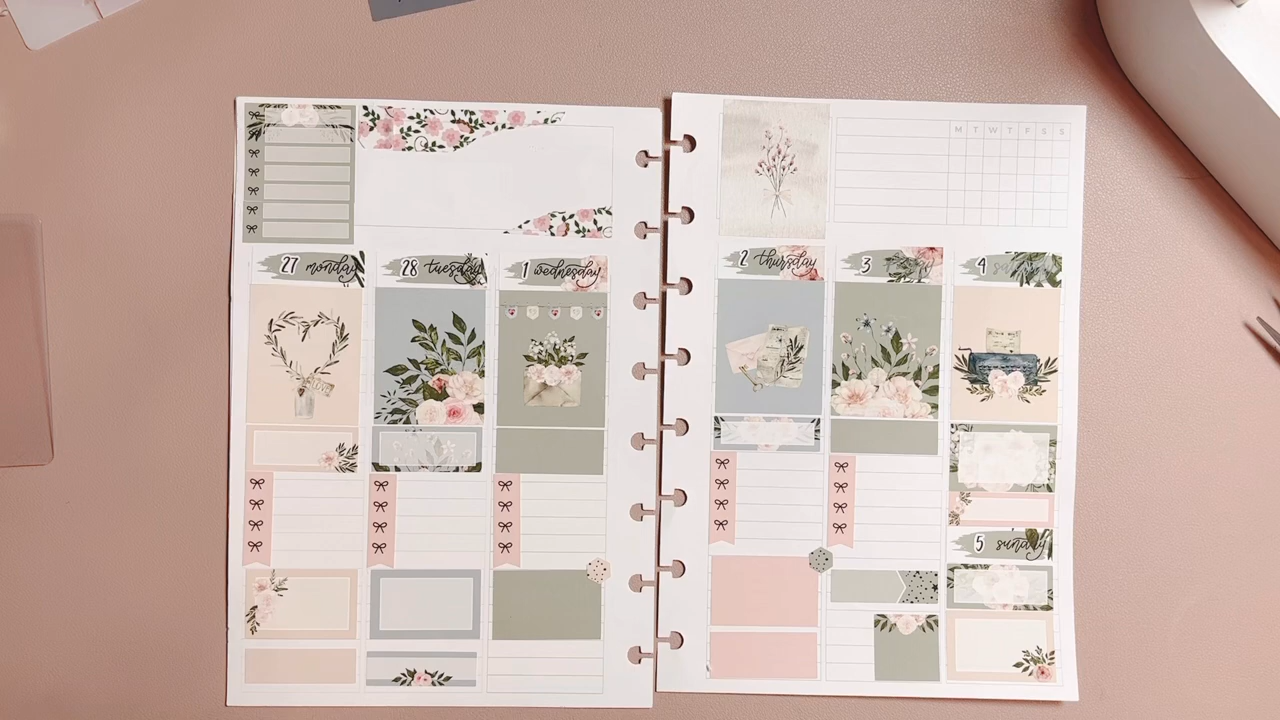 M T W T F S S
27 monday
28 tuesday
1 wednesday
2 thursday
3
4
5 sunday